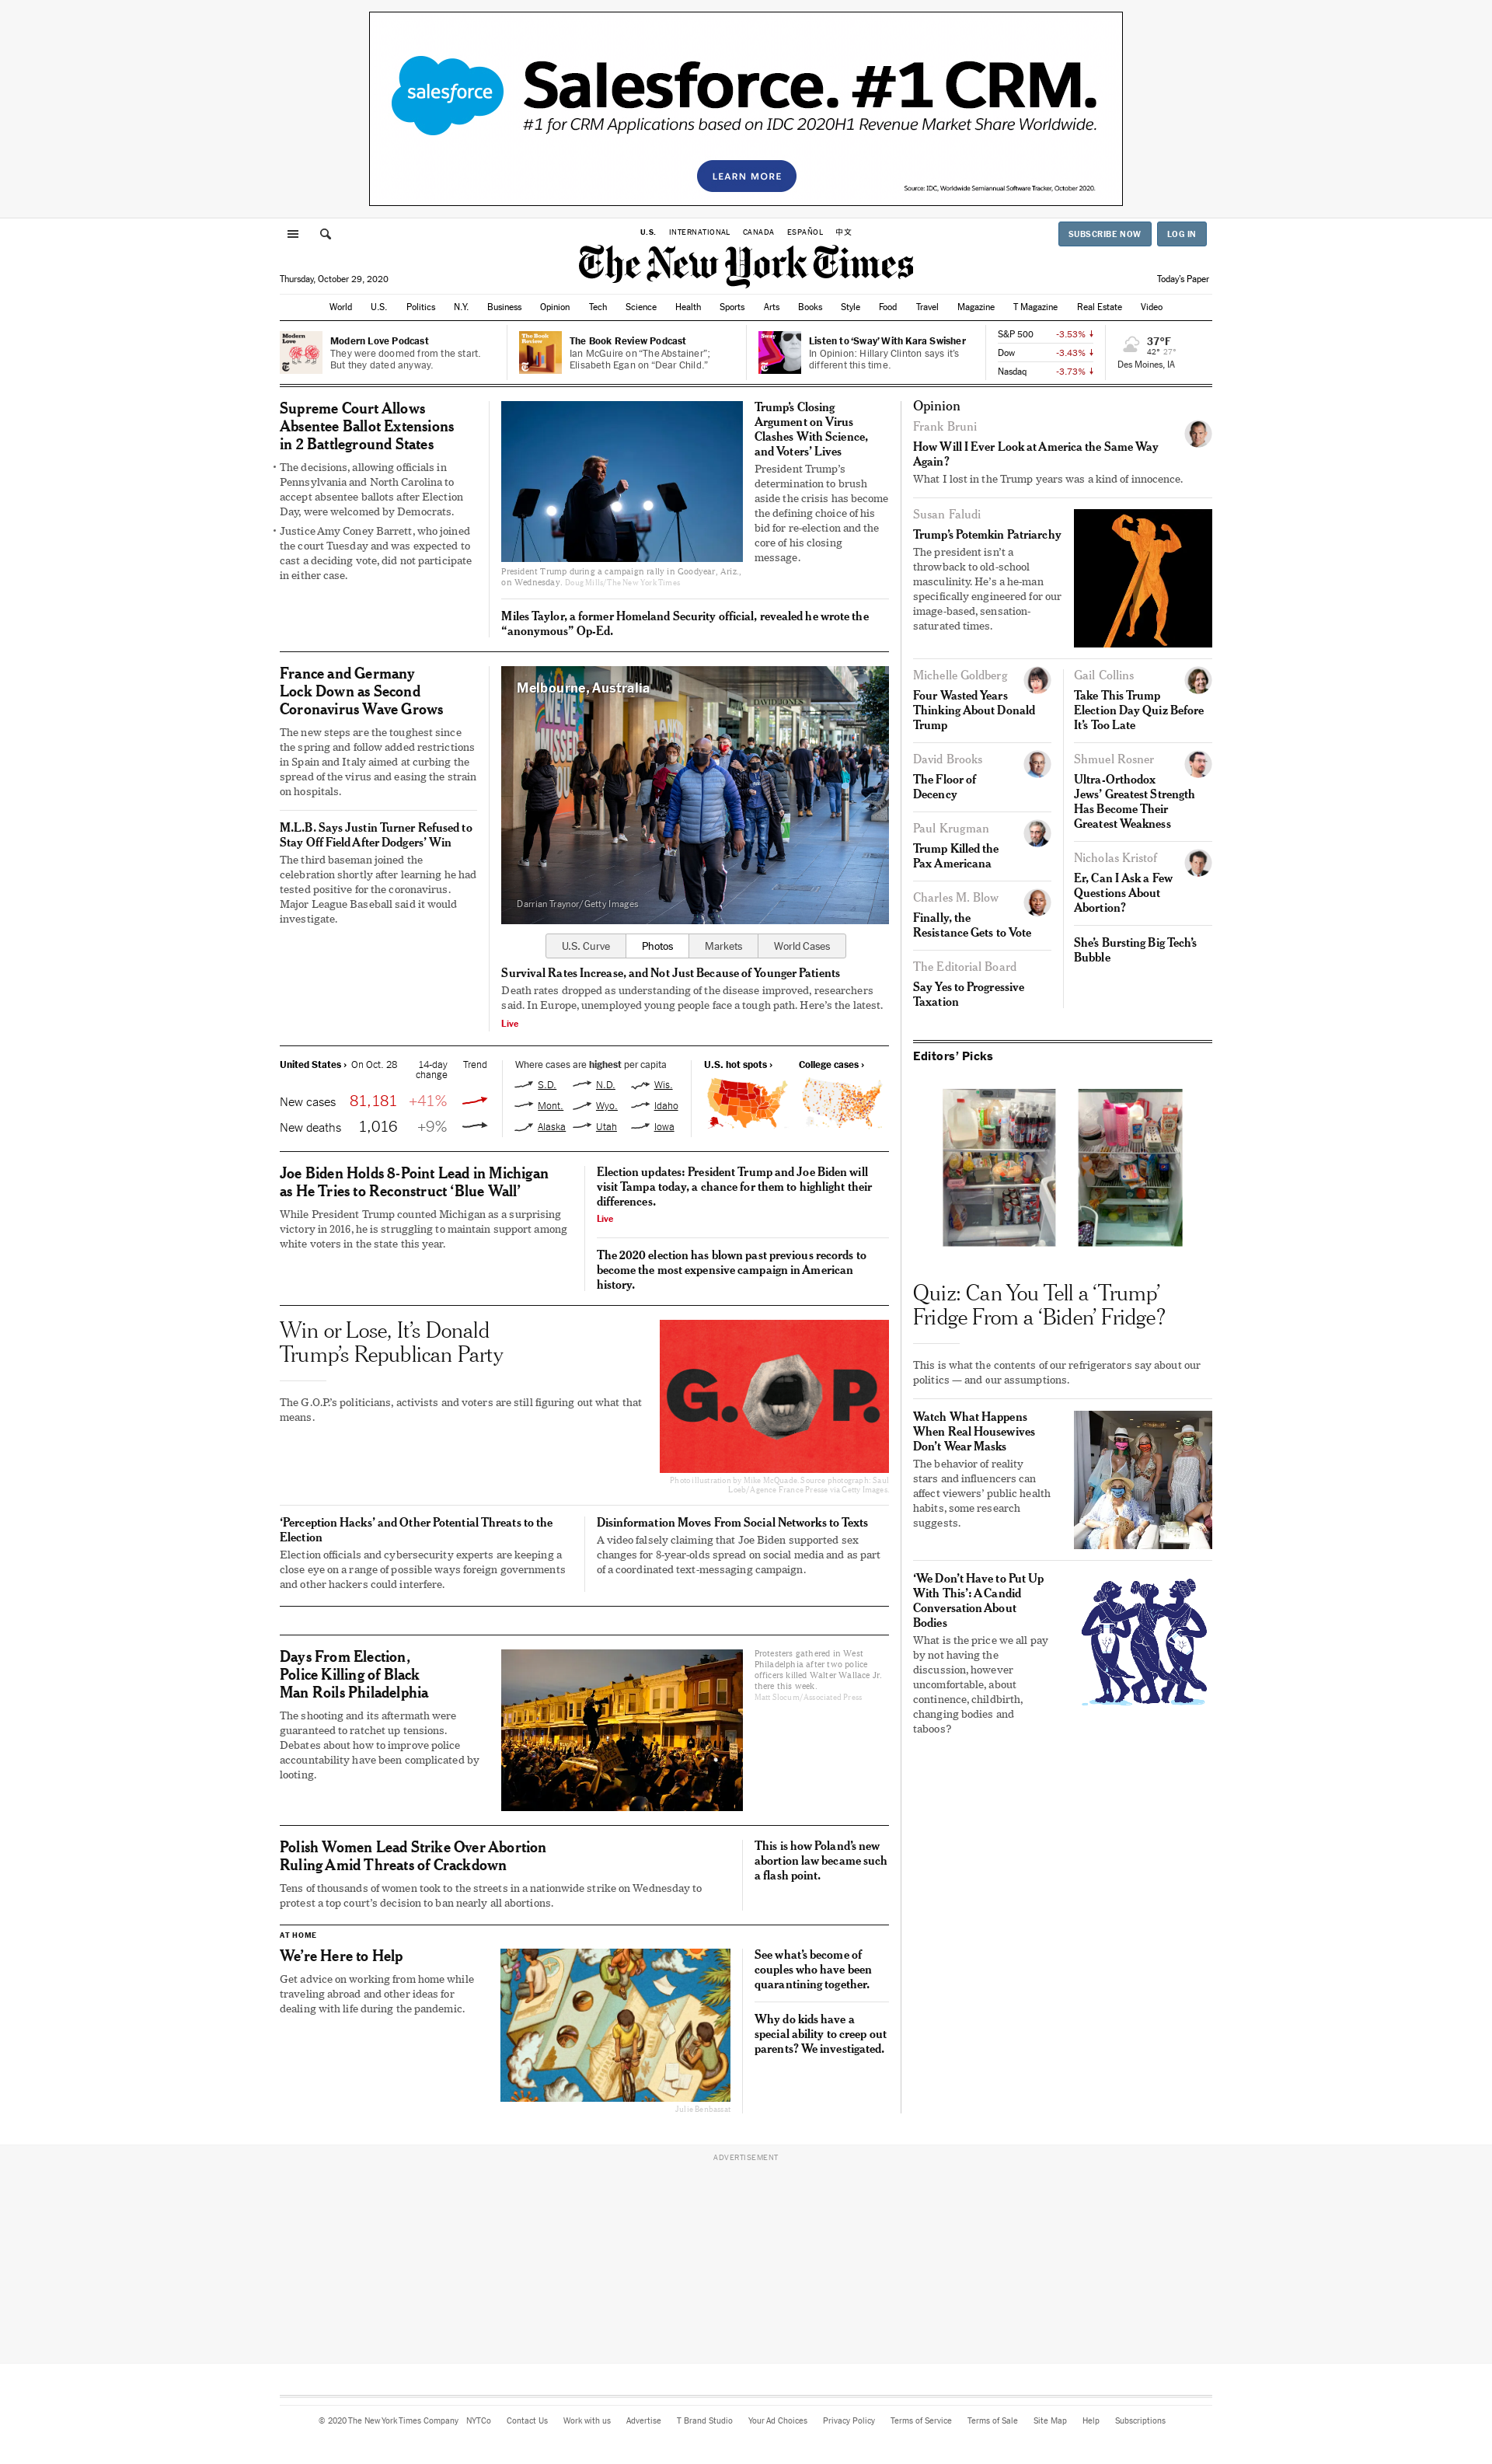 salesforce
Salesforce. #1 CRM.
#1 for CRM Applications based on IDC 2020H1 Revenue Market Share Worldwide.
LEARN MORE
Source: IDC, Worldwide Semiannual Software Tracker, October 2020.
U.S. INTERNATIONAL CANADA ESPAÑOL 中文
SUBSCRIBE NOW LOG IN
The New York Times
Thursday, October 29, 2020
Today's Paper
World U.S. Politics N.Y. Business Opinion Tech Science Health Sports Arts Books Style Food Travel Magazine T Magazine Real Estate Video
Modern Love
Modern Love Podcast
They were doomed from the start.
But they dated anyway.
The Book Review
The Book Review Podcast
Ian McGuire on “The Abstainer”;
Elisabeth Egan on “Dear Child.”
Sway
Listen to ‘Sway’ With Kara Swisher
In Opinion: Hillary Clinton says it’s
different this time.
S&P 500 -3.53%
Dow -3.43%
Nasdaq -3.73%
37°F
42° 27°
Des Moines, IA
Supreme Court Allows
Absentee Ballot Extensions
in 2 Battleground States
• The decisions, allowing officials in
Pennsylvania and North Carolina to
accept absentee ballots after Election
Day, were welcomed by Democrats.
• Justice Amy Coney Barrett, who joined
the court Tuesday and was expected to
cast a deciding vote, did not participate
in either case.
President Trump during a campaign rally in Goodyear, Ariz.,
on Wednesday. Doug Mills/The New York Times
Trump’s Closing
Argument on Virus
Clashes With Science,
and Voters’ Lives
President Trump’s
determination to brush
aside the crisis has become
the defining choice of his
bid for re-election and the
core of his closing
message.
Miles Taylor, a former Homeland Security official, revealed he wrote the
“anonymous” Op-Ed.
France and Germany
Lock Down as Second
Coronavirus Wave Grows
The new steps are the toughest since
the spring and follow added restrictions
in Spain and Italy aimed at curbing the
spread of the virus and easing the strain
on hospitals.
M.L.B. Says Justin Turner Refused to
Stay Off Field After Dodgers’ Win
The third baseman joined the
celebration shortly after learning he had
tested positive for the coronavirus.
Major League Baseball said it would
investigate.
Melbourne, Australia
WE'VE
MISSED
DAVID JONES
Darrian Traynor/Getty Images
U.S. Curve Photos Markets World Cases
Survival Rates Increase, and Not Just Because of Younger Patients
Death rates dropped as understanding of the disease improved, researchers
said. In Europe, unemployed young people face a tough path. Here’s the latest.
Live
United States › On Oct. 28 14-day change Trend
New cases 81,181 +41%
New deaths 1,016 +9%
Where cases are highest per capita
S.D. N.D. Wis.
Mont. Wyo. Idaho
Alaska Utah Iowa
U.S. hot spots › College cases ›
Joe Biden Holds 8-Point Lead in Michigan
as He Tries to Reconstruct ‘Blue Wall’
While President Trump counted Michigan as a surprising
victory in 2016, he is struggling to maintain support among
white voters in the state this year.
Election updates: President Trump and Joe Biden will
visit Tampa today, a chance for them to highlight their
differences.
Live
The 2020 election has blown past previous records to
become the most expensive campaign in American
history.
Win or Lose, It’s Donald
Trump’s Republican Party
The G.O.P.’s politicians, activists and voters are still figuring out what that
means.
G.O.P.
Photo illustration by Mike McQuade. Source photograph: Saul
Loeb/Agence France Presse via Getty Images.
‘Perception Hacks’ and Other Potential Threats to the
Election
Election officials and cybersecurity experts are keeping a
close eye on a range of possible ways foreign governments
and other hackers could interfere.
Disinformation Moves From Social Networks to Texts
A video falsely claiming that Joe Biden supported sex
changes for 8-year-olds spread on social media and as part
of a coordinated text-messaging campaign.
Days From Election,
Police Killing of Black
Man Roils Philadelphia
The shooting and its aftermath were
guaranteed to ratchet up tensions.
Debates about how to improve police
accountability have been complicated by
looting.
Protesters gathered in West
Philadelphia after two police
officers killed Walter Wallace Jr.
there this week.
Matt Slocum/Associated Press
Polish Women Lead Strike Over Abortion
Ruling Amid Threats of Crackdown
Tens of thousands of women took to the streets in a nationwide strike on Wednesday to
protest a top court’s decision to ban nearly all abortions.
This is how Poland’s new
abortion law became such
a flash point.
AT HOME
We’re Here to Help
Get advice on working from home while
traveling abroad and other ideas for
dealing with life during the pandemic.
Julie Benbassat
See what’s become of
couples who have been
quarantining together.
Why do kids have a
special ability to creep out
parents? We investigated.
Opinion
Frank Bruni
How Will I Ever Look at America the Same Way
Again?
What I lost in the Trump years was a kind of innocence.
Susan Faludi
Trump’s Potemkin Patriarchy
The president isn’t a
throwback to old-school
masculinity. He’s a he-man
specifically engineered for our
image-based, sensation-
saturated times.
Michelle Goldberg
Four Wasted Years
Thinking About Donald
Trump
David Brooks
The Floor of
Decency
Paul Krugman
Trump Killed the
Pax Americana
Charles M. Blow
Finally, the
Resistance Gets to Vote
The Editorial Board
Say Yes to Progressive
Taxation
Gail Collins
Take This Trump
Election Day Quiz Before
It’s Too Late
Shmuel Rosner
Ultra-Orthodox
Jews’ Greatest Strength
Has Become Their
Greatest Weakness
Nicholas Kristof
Er, Can I Ask a Few
Questions About
Abortion?
She’s Bursting Big Tech’s
Bubble
Editors’ Picks
Quiz: Can You Tell a ‘Trump’
Fridge From a ‘Biden’ Fridge?
This is what the contents of our refrigerators say about our
politics — and our assumptions.
Watch What Happens
When Real Housewives
Don’t Wear Masks
The behavior of reality
stars and influencers can
affect viewers’ public health
habits, some research
suggests.
‘We Don’t Have to Put Up
With This’: A Candid
Conversation About
Bodies
What is the price we all pay
by not having the
discussion, however
uncomfortable, about
continence, childbirth,
changing bodies and
taboos?
ADVERTISEMENT
© 2020 The New York Times Company NYTCo Contact Us Work with us Advertise T Brand Studio Your Ad Choices Privacy Policy Terms of Service Terms of Sale Site Map Help Subscriptions